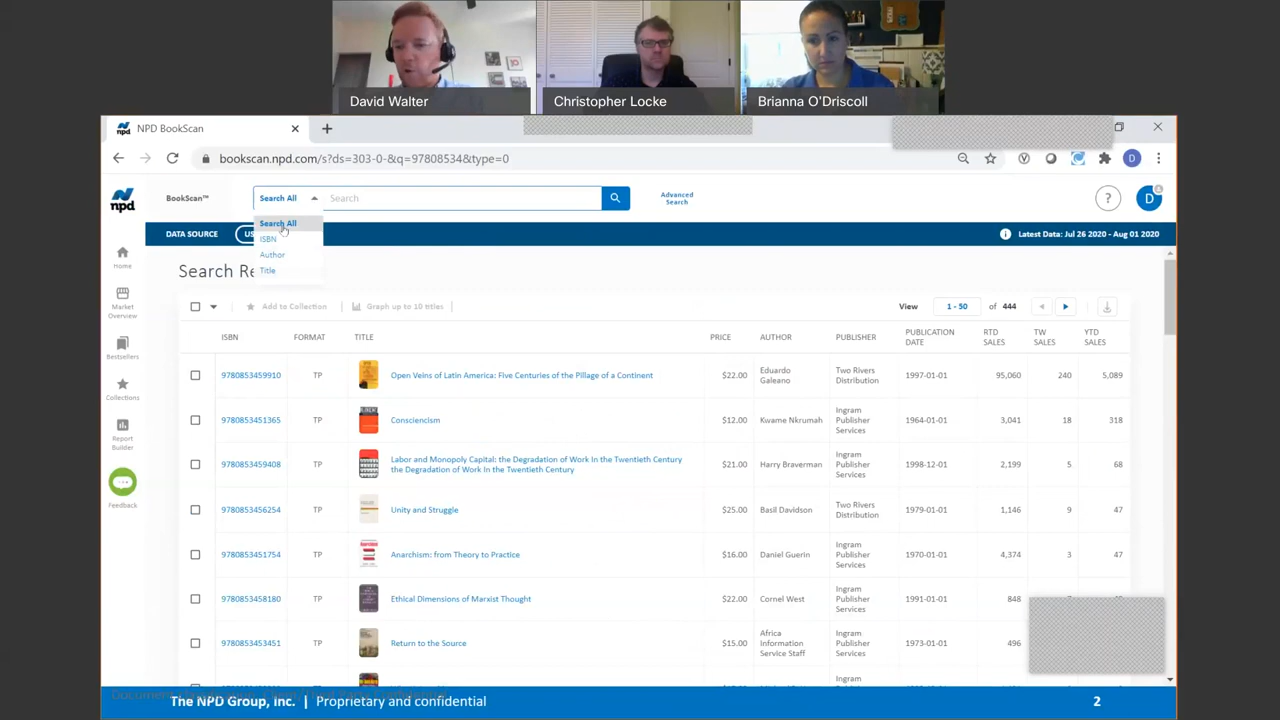 David Walter
Christopher Locke
Brianna O'Driscoll
npd
NPD BookScan
bookscan.npd.com/s?ds=303-0-&q=97808534&type=0
D
npd
BookScan™
Search All
Search
Advanced
Search
?
D
Search All
ISBN
Author
Title
DATA SOURCE
US
Latest Data: Jul 26 2020 - Aug 01 2020
Search Re
Home
Market
Overview
Bestsellers
Collections
Report
Builder
Feedback
Add to Collection
Graph up to 10 titles
View
1 - 50
of 444
ISBN
FORMAT
TITLE
PRICE
AUTHOR
PUBLISHER
PUBLICATION
DATE
RTD
SALES
TW
SALES
YTD
SALES
9780853459910 TP Open Veins of Latin America: Five Centuries of the Pillage of a Continent $22.00 Eduardo Galeano Two Rivers Distribution 1997-01-01 95,060 240 5,089
9780853451365 TP Consciencism $12.00 Kwame Nkrumah Ingram Publisher Services 1964-01-01 3,041 18 318
9780853459408 TP Labor and Monopoly Capital: the Degradation of Work In the Twentieth Century
the Degradation of Work In the Twentieth Century $21.00 Harry Braverman Ingram Publisher Services 1998-12-01 2,199 5 68
9780853456254 TP Unity and Struggle $25.00 Basil Davidson Two Rivers Distribution 1979-01-01 1,146 9 47
9780853451754 TP Anarchism: from Theory to Practice $16.00 Daniel Guerin Ingram Publisher Services 1970-01-01 4,374 3 47
9780853458180 TP Ethical Dimensions of Marxist Thought $22.00 Cornel West Ingram Publisher Services 1991-01-01 848
9780853453451 TP Return to the Source $15.00 Africa Information Service Staff Ingram Publisher Services 1973-01-01 496
Ingram
The NPD Group, Inc. | Proprietary and confidential
2